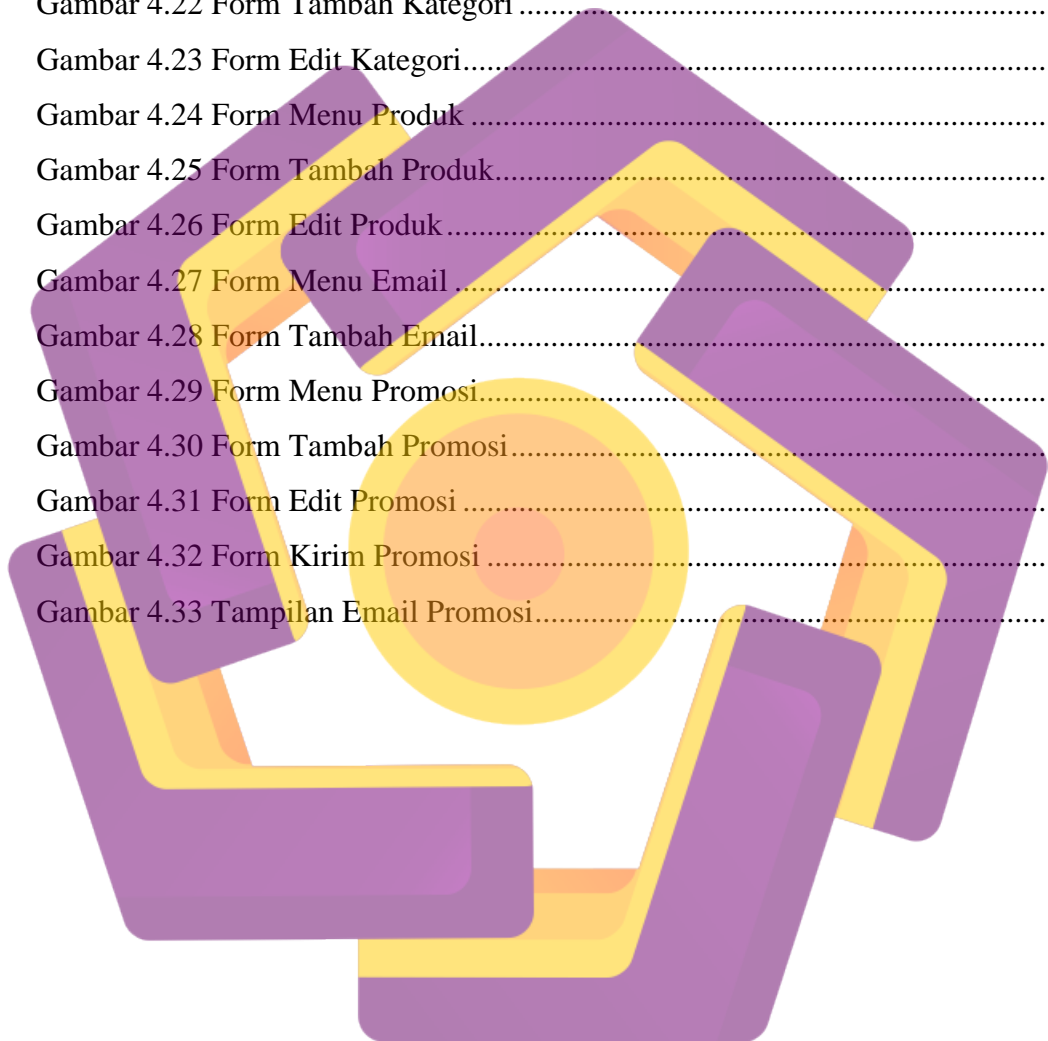 Gambar 4.22 Form Tambah Kategori ........................................................................
Gambar 4.23 Form Edit Kategori................................................................................
Gambar 4.24 Form Menu Produk ...............................................................................
Gambar 4.25 Form Tambah Produk...........................................................................
Gambar 4.26 Form Edit Produk..................................................................................
Gambar 4.27 Form Menu Email .................................................................................
Gambar 4.28 Form Tambah Email..............................................................................
Gambar 4.29 Form Menu Promosi..............................................................................
Gambar 4.30 Form Tambah Promosi..........................................................................
Gambar 4.31 Form Edit Promosi ................................................................................
Gambar 4.32 Form Kirim Promosi .............................................................................
Gambar 4.33 Tampilan Email Promosi.......................................................................